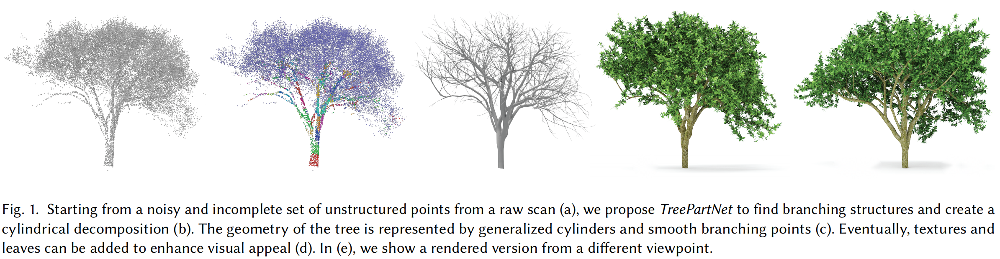 Fig. 1. Starting from a noisy and incomplete set of unstructured points from a raw scan (a), we propose TreePartNet to find branching structures and create a
cylindrical decomposition (b). The geometry of the tree is represented by generalized cylinders and smooth branching points (c). Eventually, textures and
leaves can be added to enhance visual appeal (d). In (e), we show a rendered version from a different viewpoint.